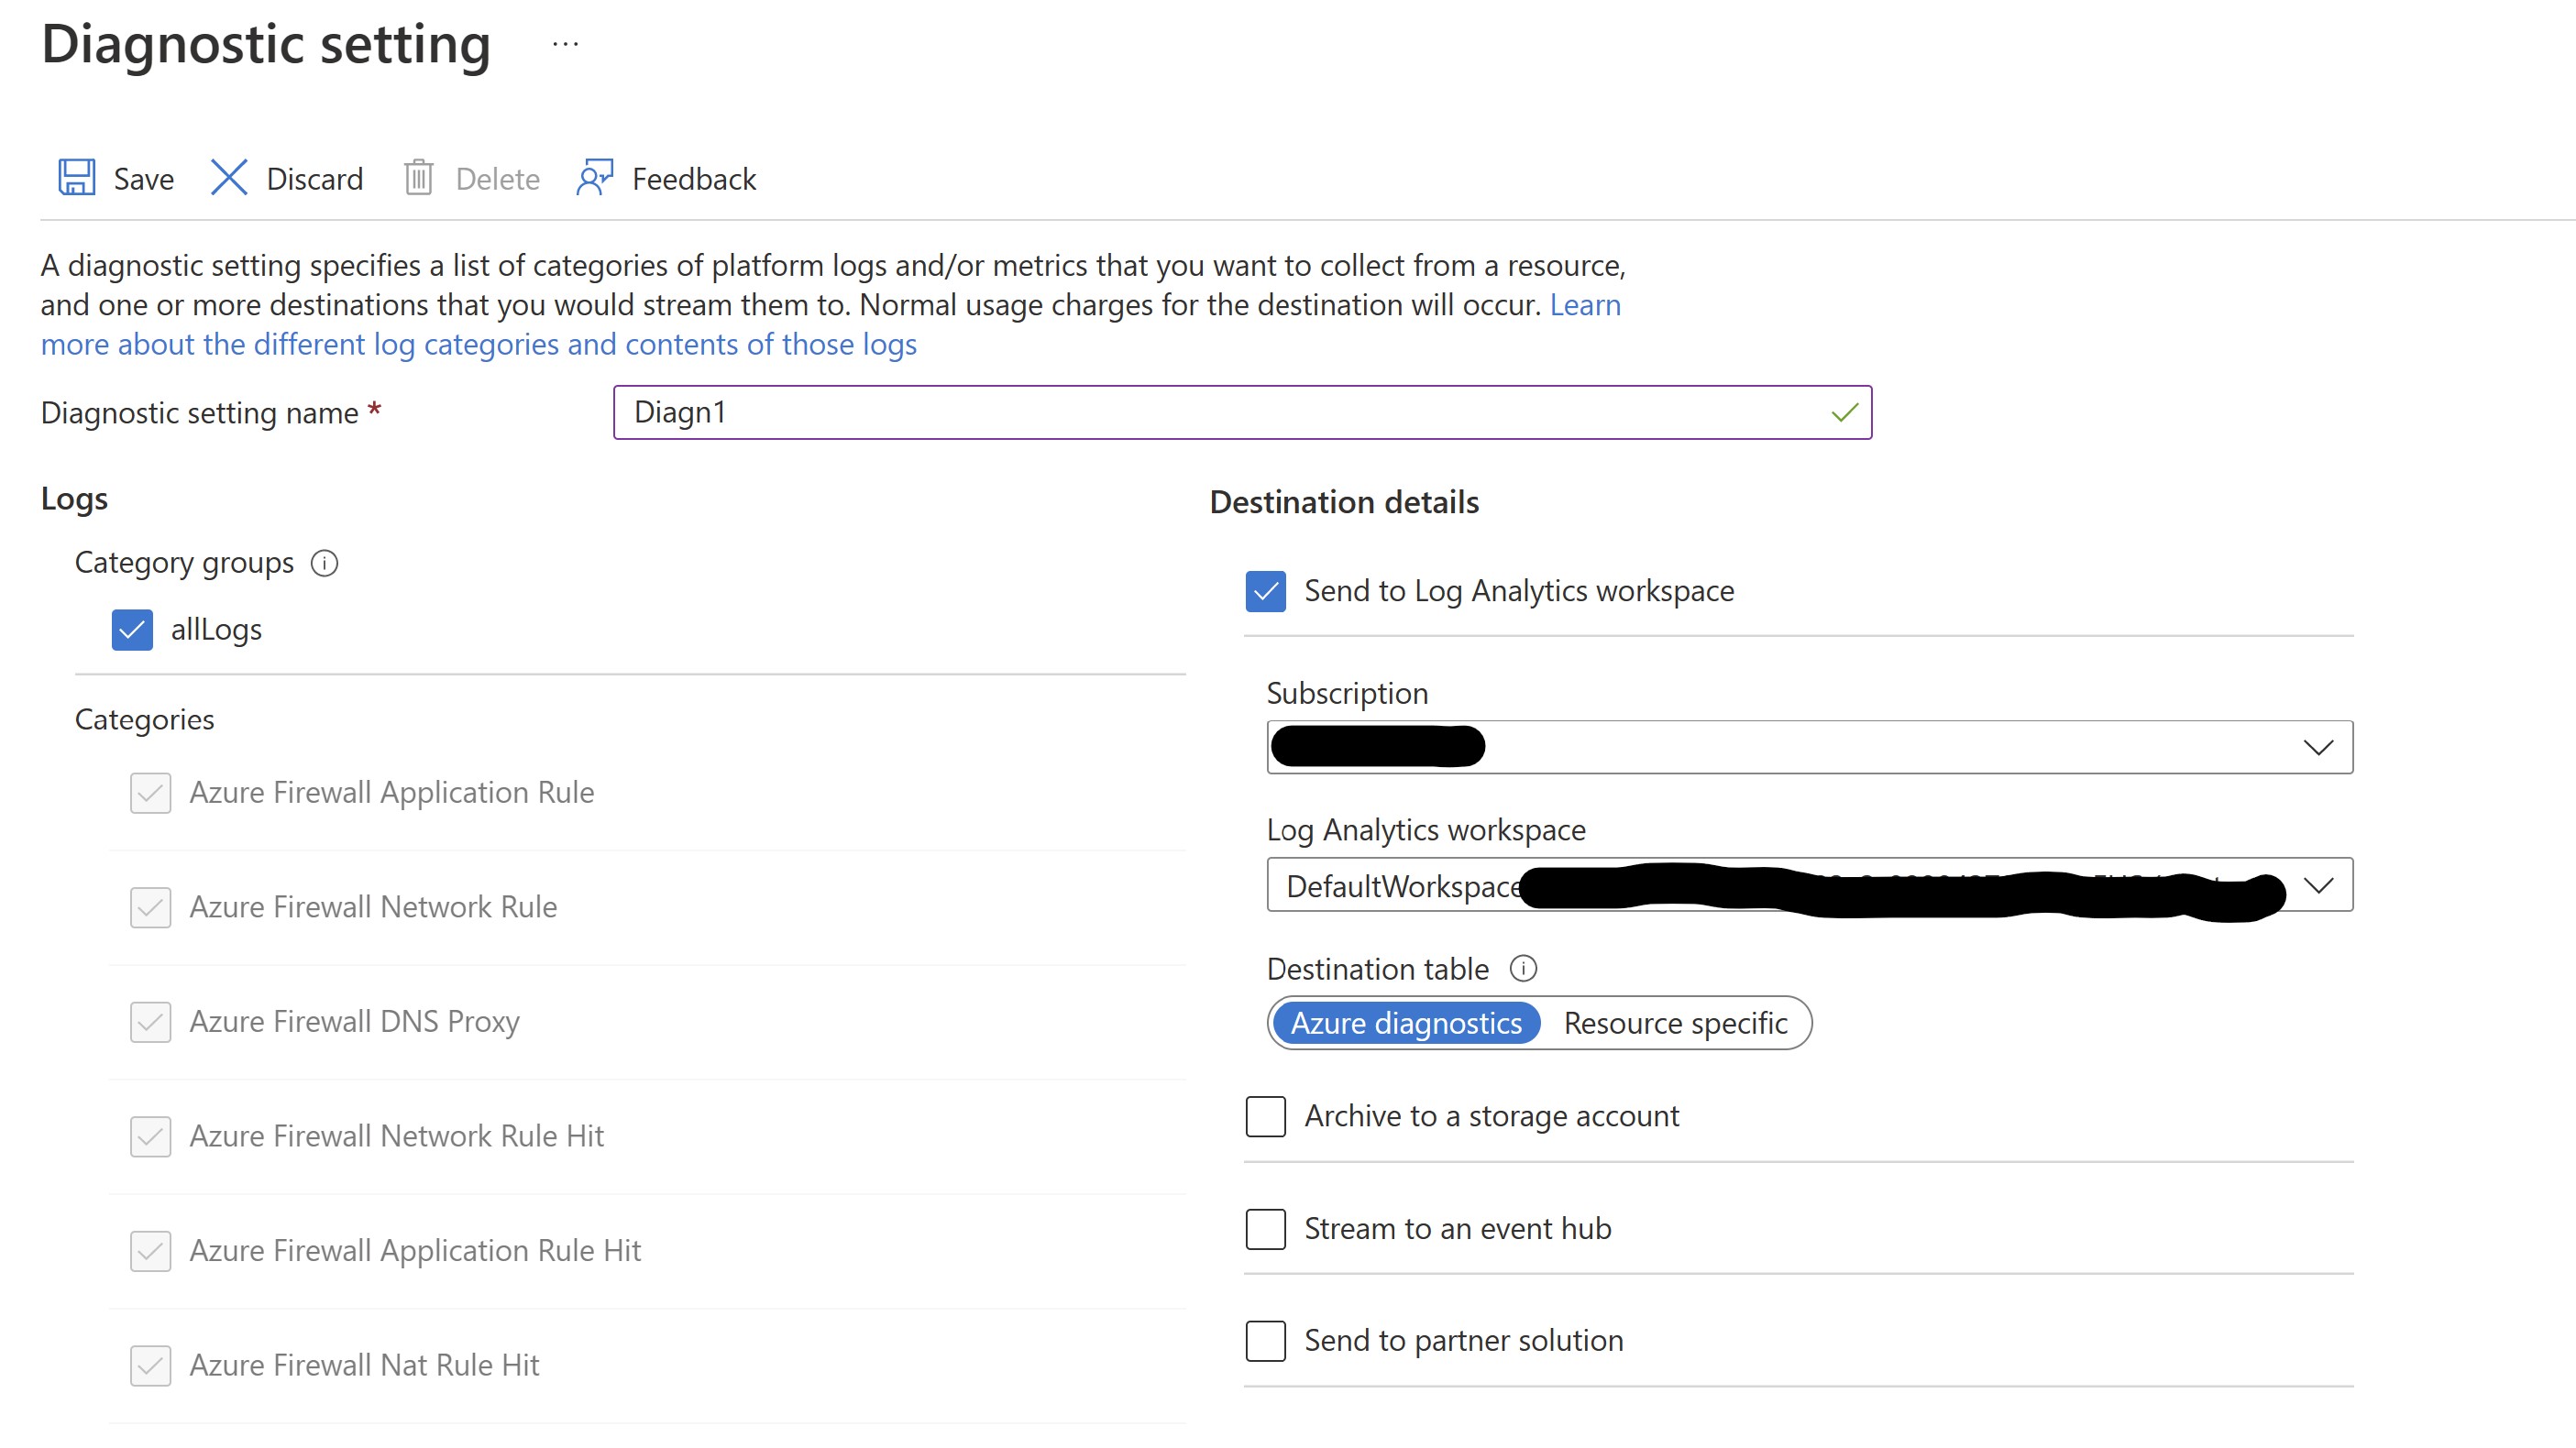 Diagnostic setting ...
Save Discard Delete Feedback
A diagnostic setting specifies a list of categories of platform logs and/or metrics that you want to collect from a resource,
and one or more destinations that you would stream them to. Normal usage charges for the destination will occur. Learn
more about the different log categories and contents of those logs
Diagnostic setting name *
Diagn1
Logs
Category groups
allLogs
Categories
Azure Firewall Application Rule
Azure Firewall Network Rule
Azure Firewall DNS Proxy
Azure Firewall Network Rule Hit
Azure Firewall Application Rule Hit
Azure Firewall Nat Rule Hit
Destination details
Send to Log Analytics workspace
Subscription
Log Analytics workspace
DefaultWorkspace
Destination table
Azure diagnostics Resource specific
Archive to a storage account
Stream to an event hub
Send to partner solution